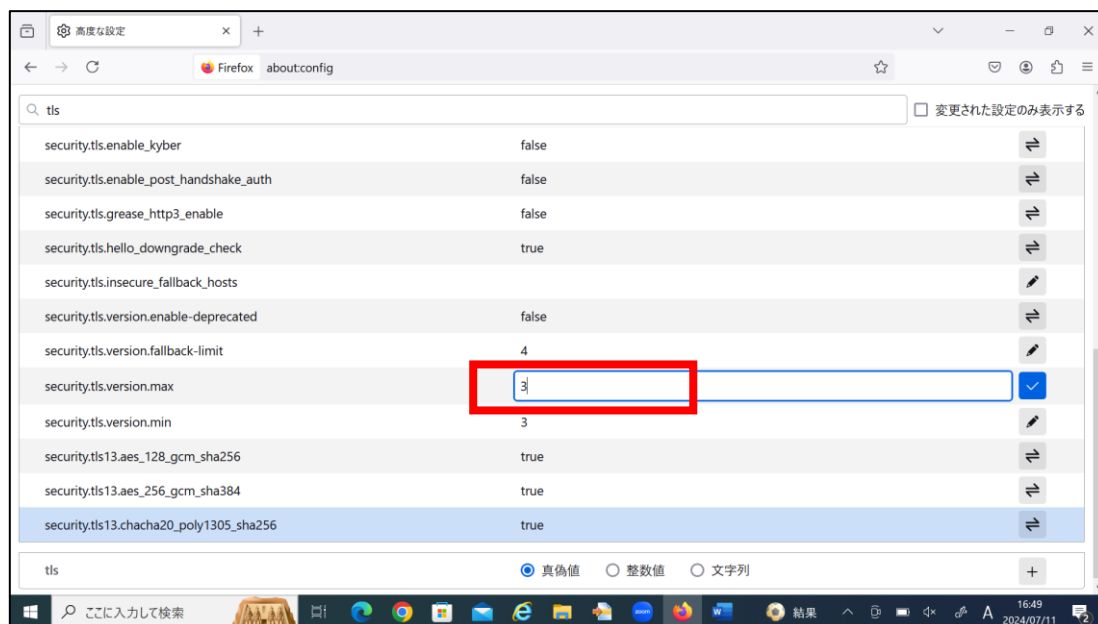 高度な設定
Firefox about:config
tls 変更された設定のみ表示する
security.tls.enable_kyber false
security.tls.enable_post_handshake_auth false
security.tls.grease_http3_enable false
security.tls.hello_downgrade_check true
security.tls.insecure_fallback_hosts
security.tls.version.enable-deprecated false
security.tls.version.fallback-limit 4
security.tls.version.max 3
security.tls.version.min 3
security.tls13.aes_128_gcm_sha256 true
security.tls13.aes_256_gcm_sha384 true
security.tls13.chacha20_poly1305_sha256 true
tls 真偽値 整数値 文字列
ここに入力して検索 zoom W 結果 A 16:49
2024/07/11 2